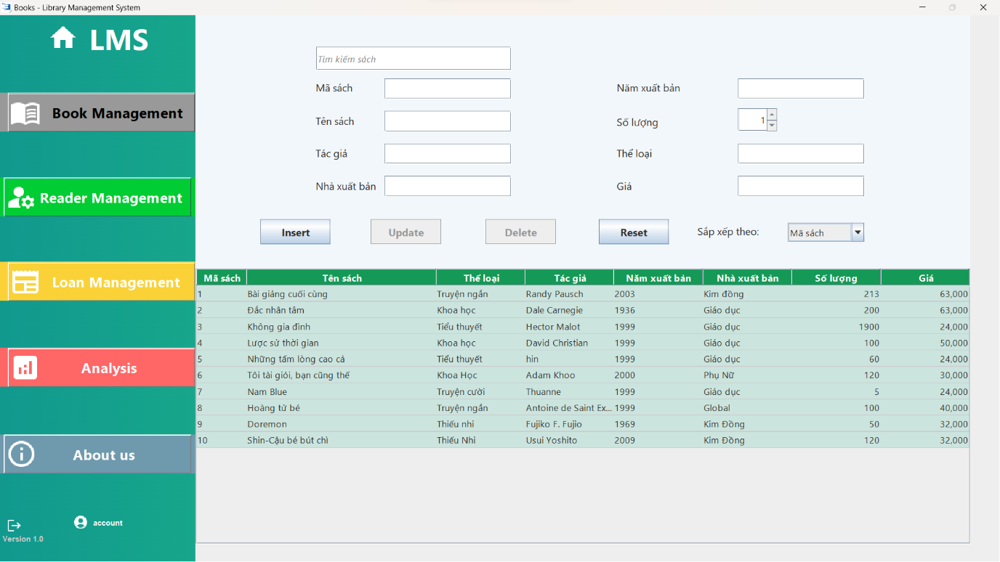 Books - Library Management System
LMS
Tìm kiếm sách
Mã sách
Năm xuất bản
Book Management
Tên sách
Số lượng
1
Tác giả
Thể loại
Nhà xuất bản
Giá
Reader Management
Insert
Update
Delete
Reset
Sắp xếp theo:
Mã sách
Loan Management
Analysis
About us
account
Version 1.0
Mã sách Tên sách Thể loại Tác giả Năm xuất bản Nhà xuất bản Số lượng Giá
1 Bài giảng cuối cùng Truyện ngắn Randy Pausch 2003 Kim đồng 213 63,000
2 Đắc nhân tâm Khoa học Dale Carnegie 1936 Giáo dục 200 63,000
3 Không gia đình Tiểu thuyết Hector Malot 1999 Giáo dục 1900 24,000
4 Lược sử thời gian Khoa học David Christian 1999 Giáo dục 100 50,000
5 Những tấm lòng cao cả Tiểu thuyết hin 1999 Giáo dục 60 24,000
6 Tôi tài giỏi, bạn cũng thế Khoa Học Adam Khoo 2000 Phụ Nữ 120 30,000
7 Nam Blue Truyện cười Thuanne 1999 Giáo dục 5 24,000
8 Hoàng tử bé Truyện ngắn Antoine de Saint Ex... 1999 Global 100 40,000
9 Doremon Thiếu nhi Fujiko F. Fujio 1969 Kim Đồng 50 32,000
10 Shin-Cậu bé bút chì Thiếu Nhi Usui Yoshito 2009 Kim Đồng 120 32,000